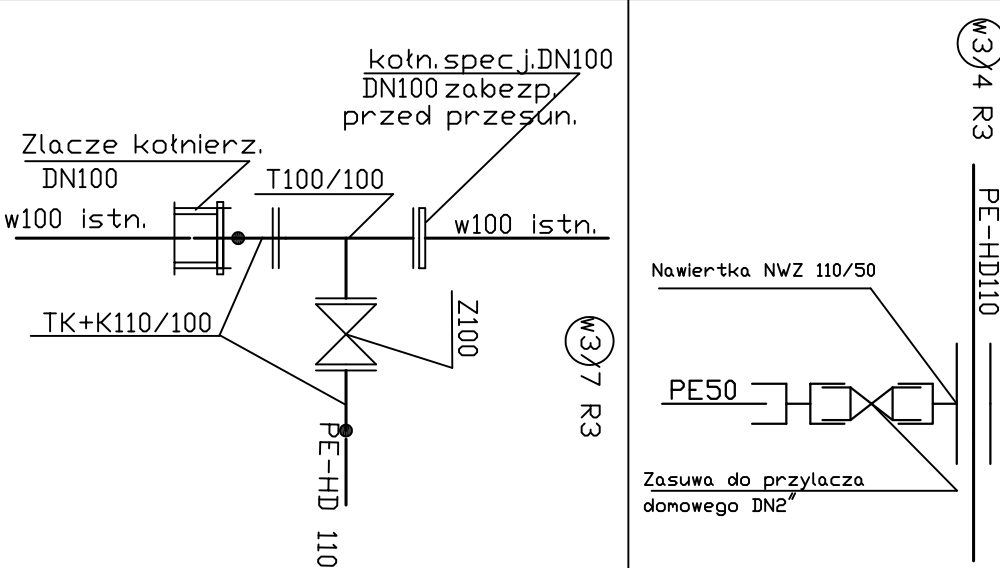 kołn.specj.DN100
DN100 zabezp.
przed przesun.
Zlacze kołnierz.
DN100
T100/100
w100 istn.
w100 istn.
TK+K110/100
Z100
PE-HD 110
w3/7 R3
w3/4 R3
PE-HD110
Nawiertka NWZ 110/50
PE50
Zasuwa do przylacza
domowego DN2"